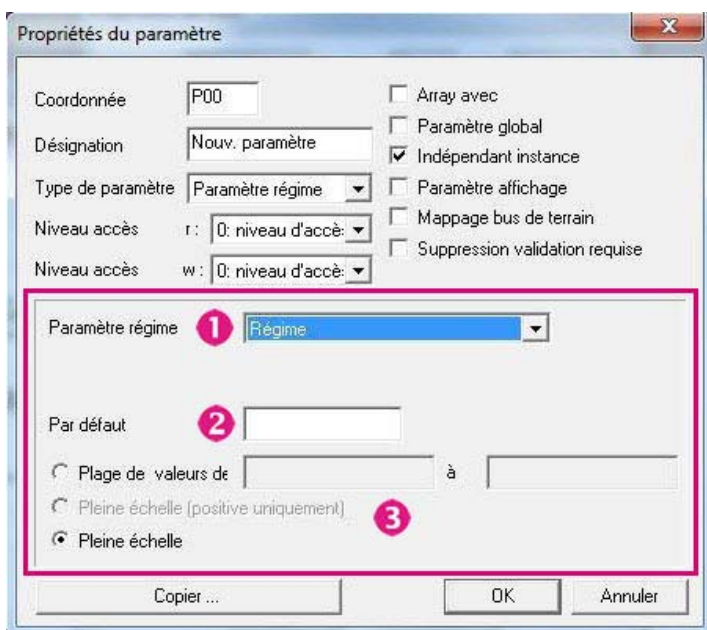 Propriétés du paramètre
Coordonnée P00
Array avec
Paramètre global
Désignation Nouv. paramètre
Indépendant instance
Type de paramètre Paramètre régime
Paramètre affichage
Mappage bus de terrain
Niveau accès r : 0: niveau d'accè:
Suppression validation requise
Niveau accès w : 0: niveau d'accè:
Paramètre régime 1 Régime
Par défaut 2
Plage de valeurs de à
Pleine échelle (positive uniquement) 3
Pleine échelle
Copier ... OK Annuler